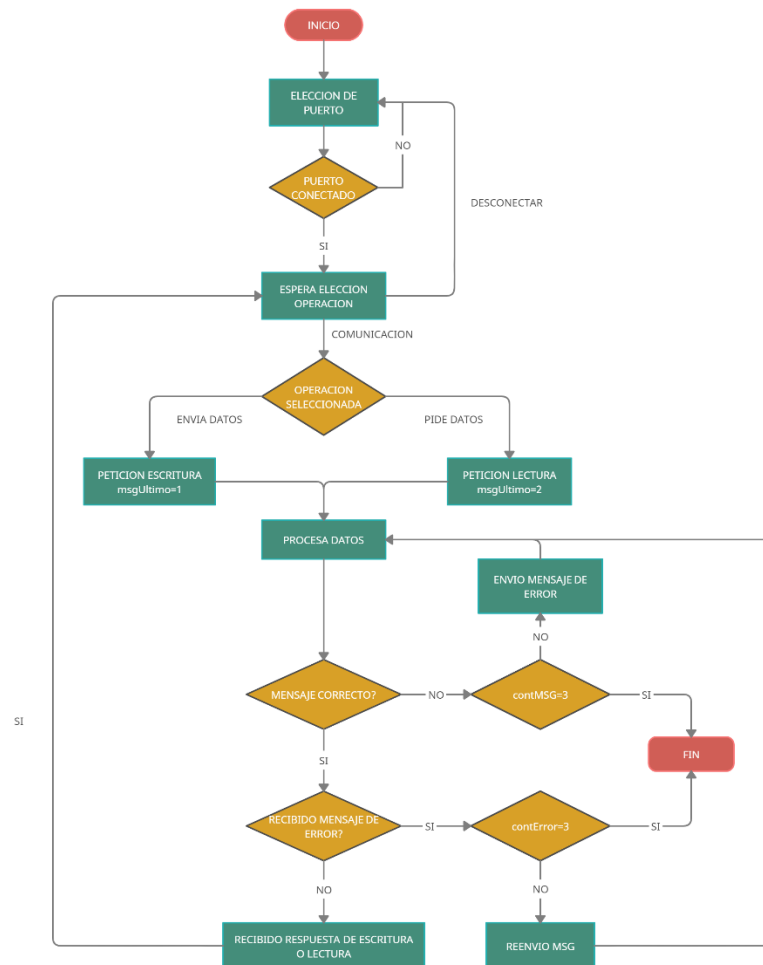 INICIO
ELECCION DE
PUERTO
NO
PUERTO
CONECTADO
DESCONECTAR
SI
ESPERA ELECCION
OPERACION
COMUNICACION
OPERACION
SELECCIONADA
ENVIA DATOS
PIDE DATOS
PETICION ESCRITURA
msgUltimo=1
PETICION LECTURA
msgUltimo=2
PROCESA DATOS
ENVIO MENSAJE DE
ERROR
NO
MENSAJE CORRECTO?
NO
contMSG=3
SI
SI
FIN
SI
RECIBIDO MENSAJE DE
ERROR?
SI
contError=3
SI
NO
NO
RECIBIDO RESPUESTA DE ESCRITURA
O LECTURA
REENVIO MSG